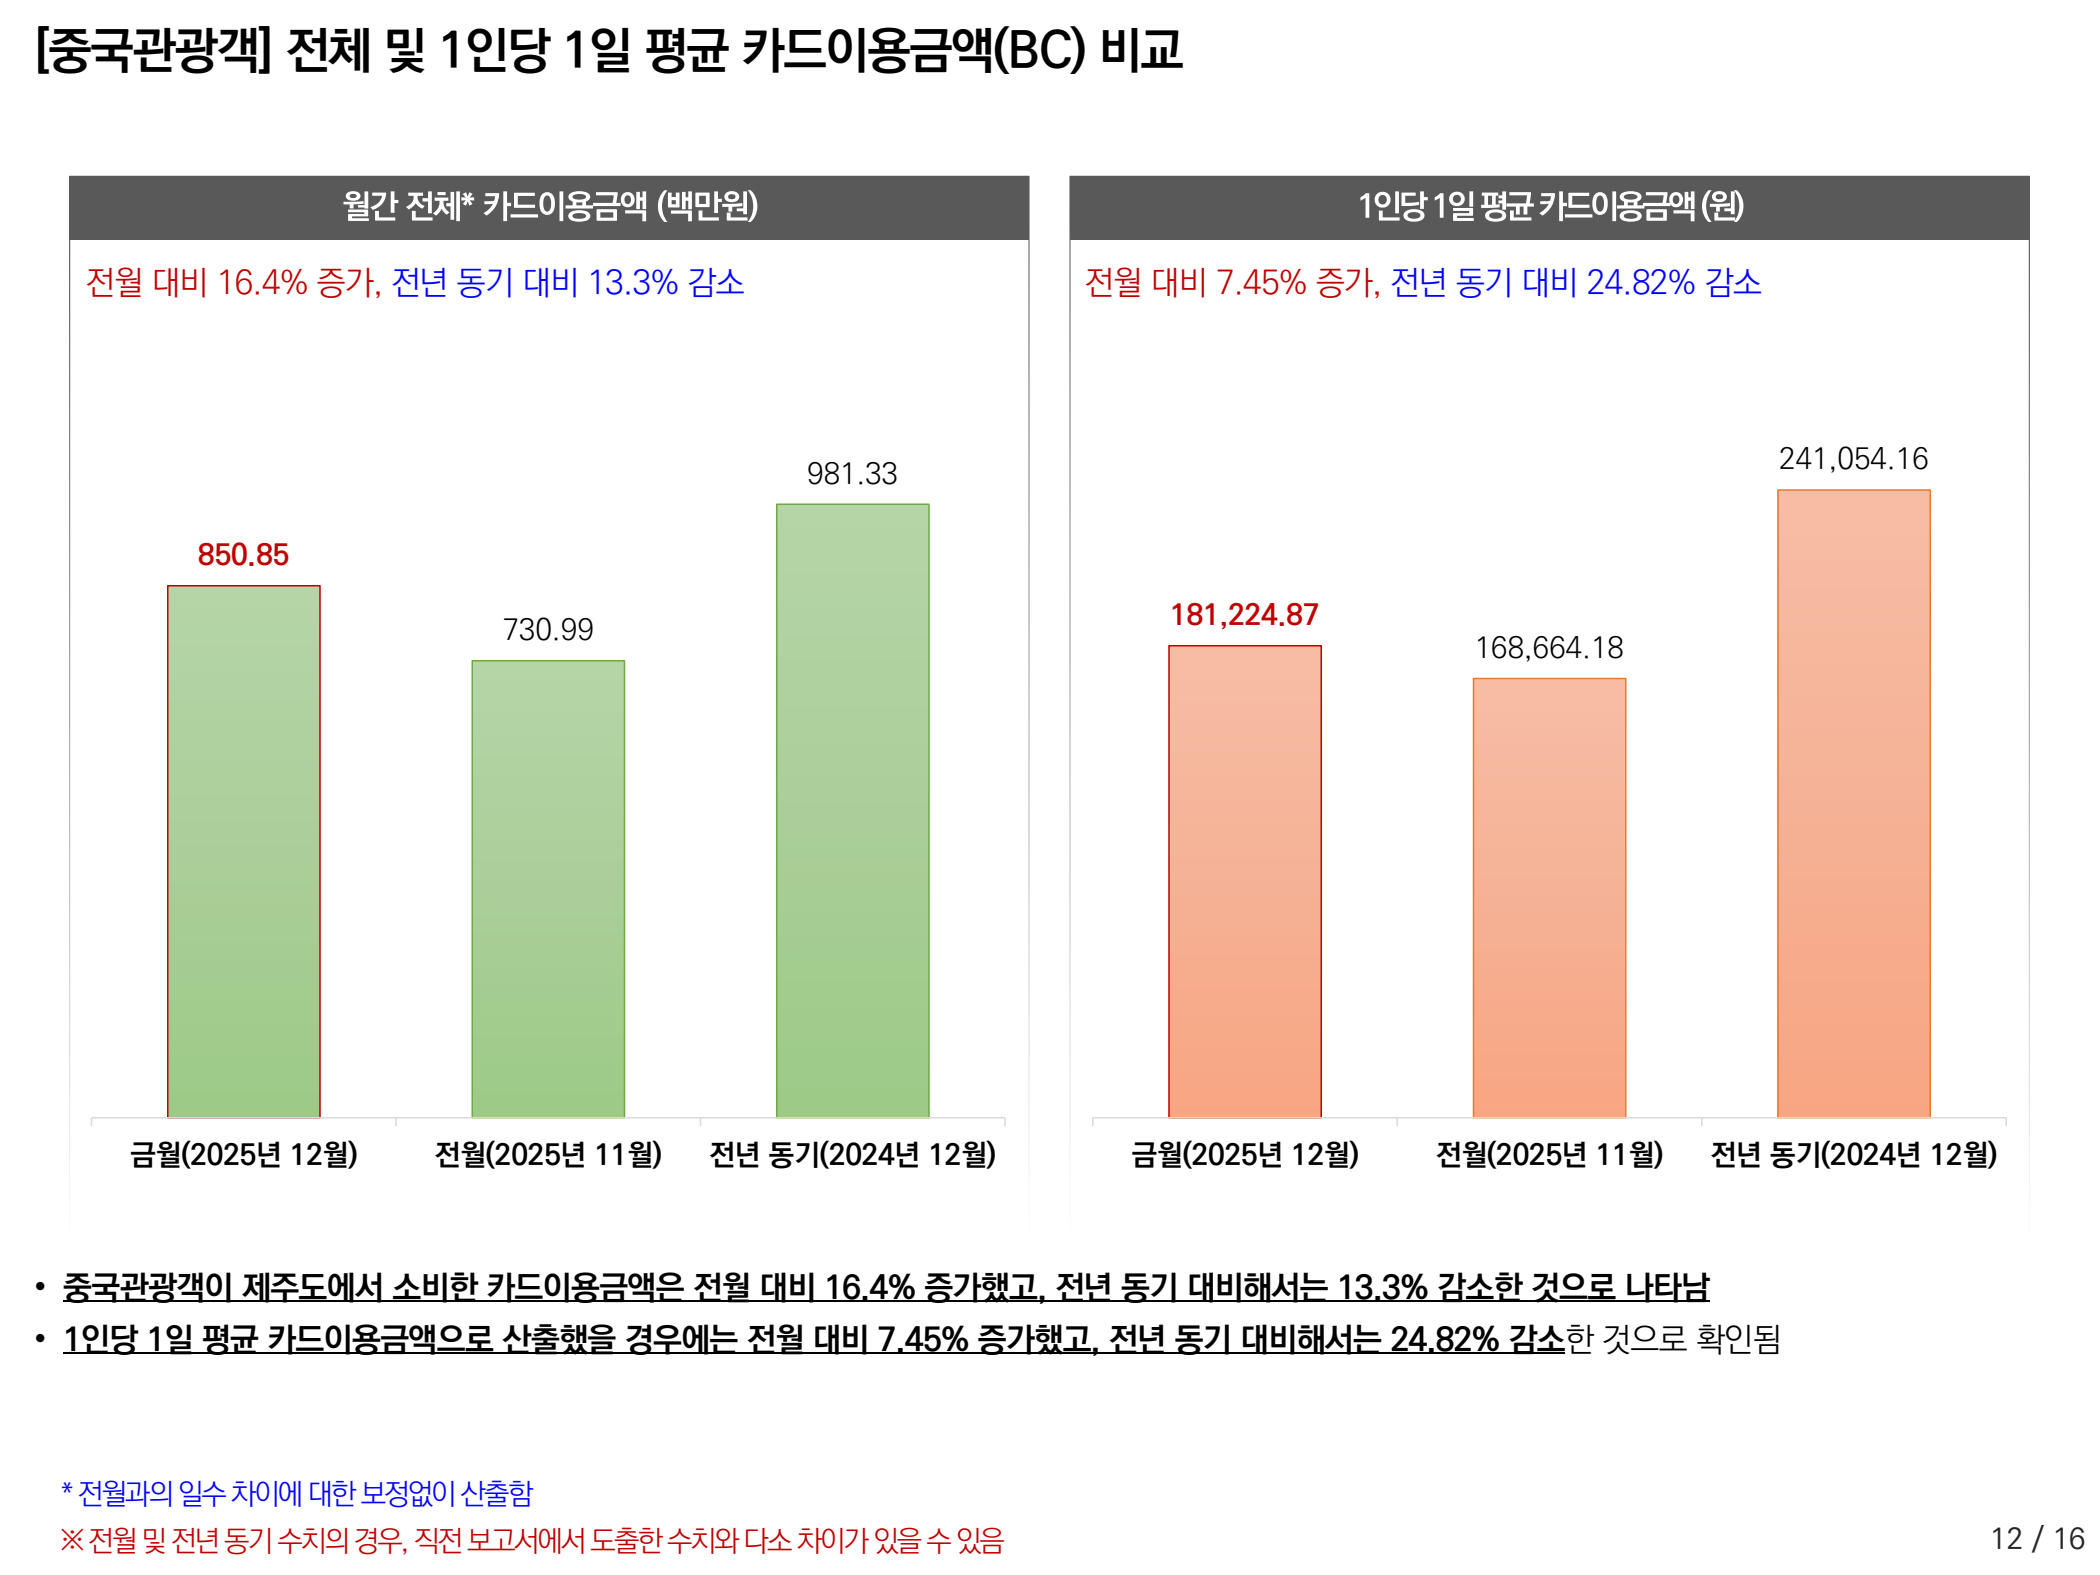 [중국관광객] 전체 및 1인당 1일 평균 카드이용금액(BC) 비교
월간 전체* 카드이용금액 (백만원)
전월 대비 16.4% 증가, 전년 동기 대비 13.3% 감소
850.85
730.99
981.33
금월(2025년 12월)
전월(2025년 11월)
전년 동기(2024년 12월)
1인당 1일 평균 카드이용금액 (원)
전월 대비 7.45% 증가, 전년 동기 대비 24.82% 감소
181,224.87
168,664.18
241,054.16
금월(2025년 12월)
전월(2025년 11월)
전년 동기(2024년 12월)
• 중국관광객이 제주도에서 소비한 카드이용금액은 전월 대비 16.4% 증가했고, 전년 동기 대비해서는 13.3% 감소한 것으로 나타남
• 1인당 1일 평균 카드이용금액으로 산출했을 경우에는 전월 대비 7.45% 증가했고, 전년 동기 대비해서는 24.82% 감소한 것으로 확인됨
* 전월과의 일수 차이에 대한 보정없이 산출함
※ 전월 및 전년 동기 수치의 경우, 직전 보고서에서 도출한 수치와 다소 차이가 있을 수 있음
12 / 16